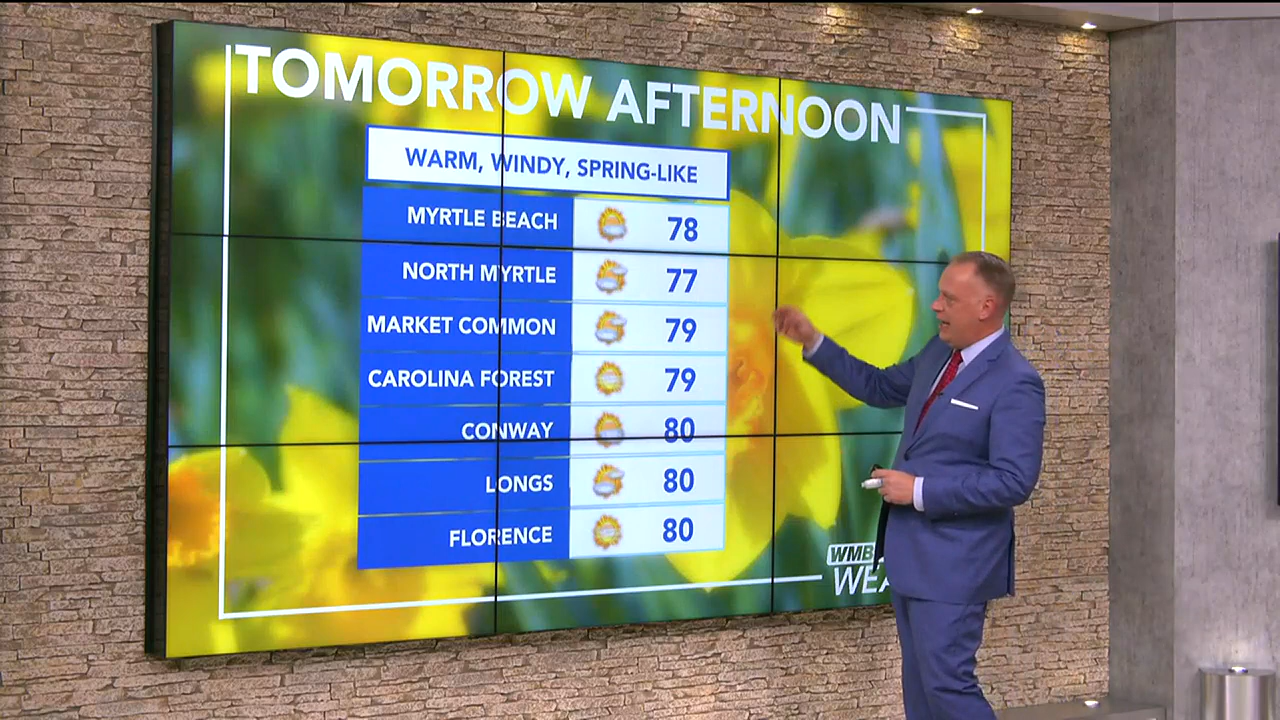 TOMORROW AFTERNOON
WARM, WINDY, SPRING-LIKE
MYRTLE BEACH 78
NORTH MYRTLE 77
MARKET COMMON 79
CAROLINA FOREST 79
CONWAY 80
LONGS 80
FLORENCE 80
WMB